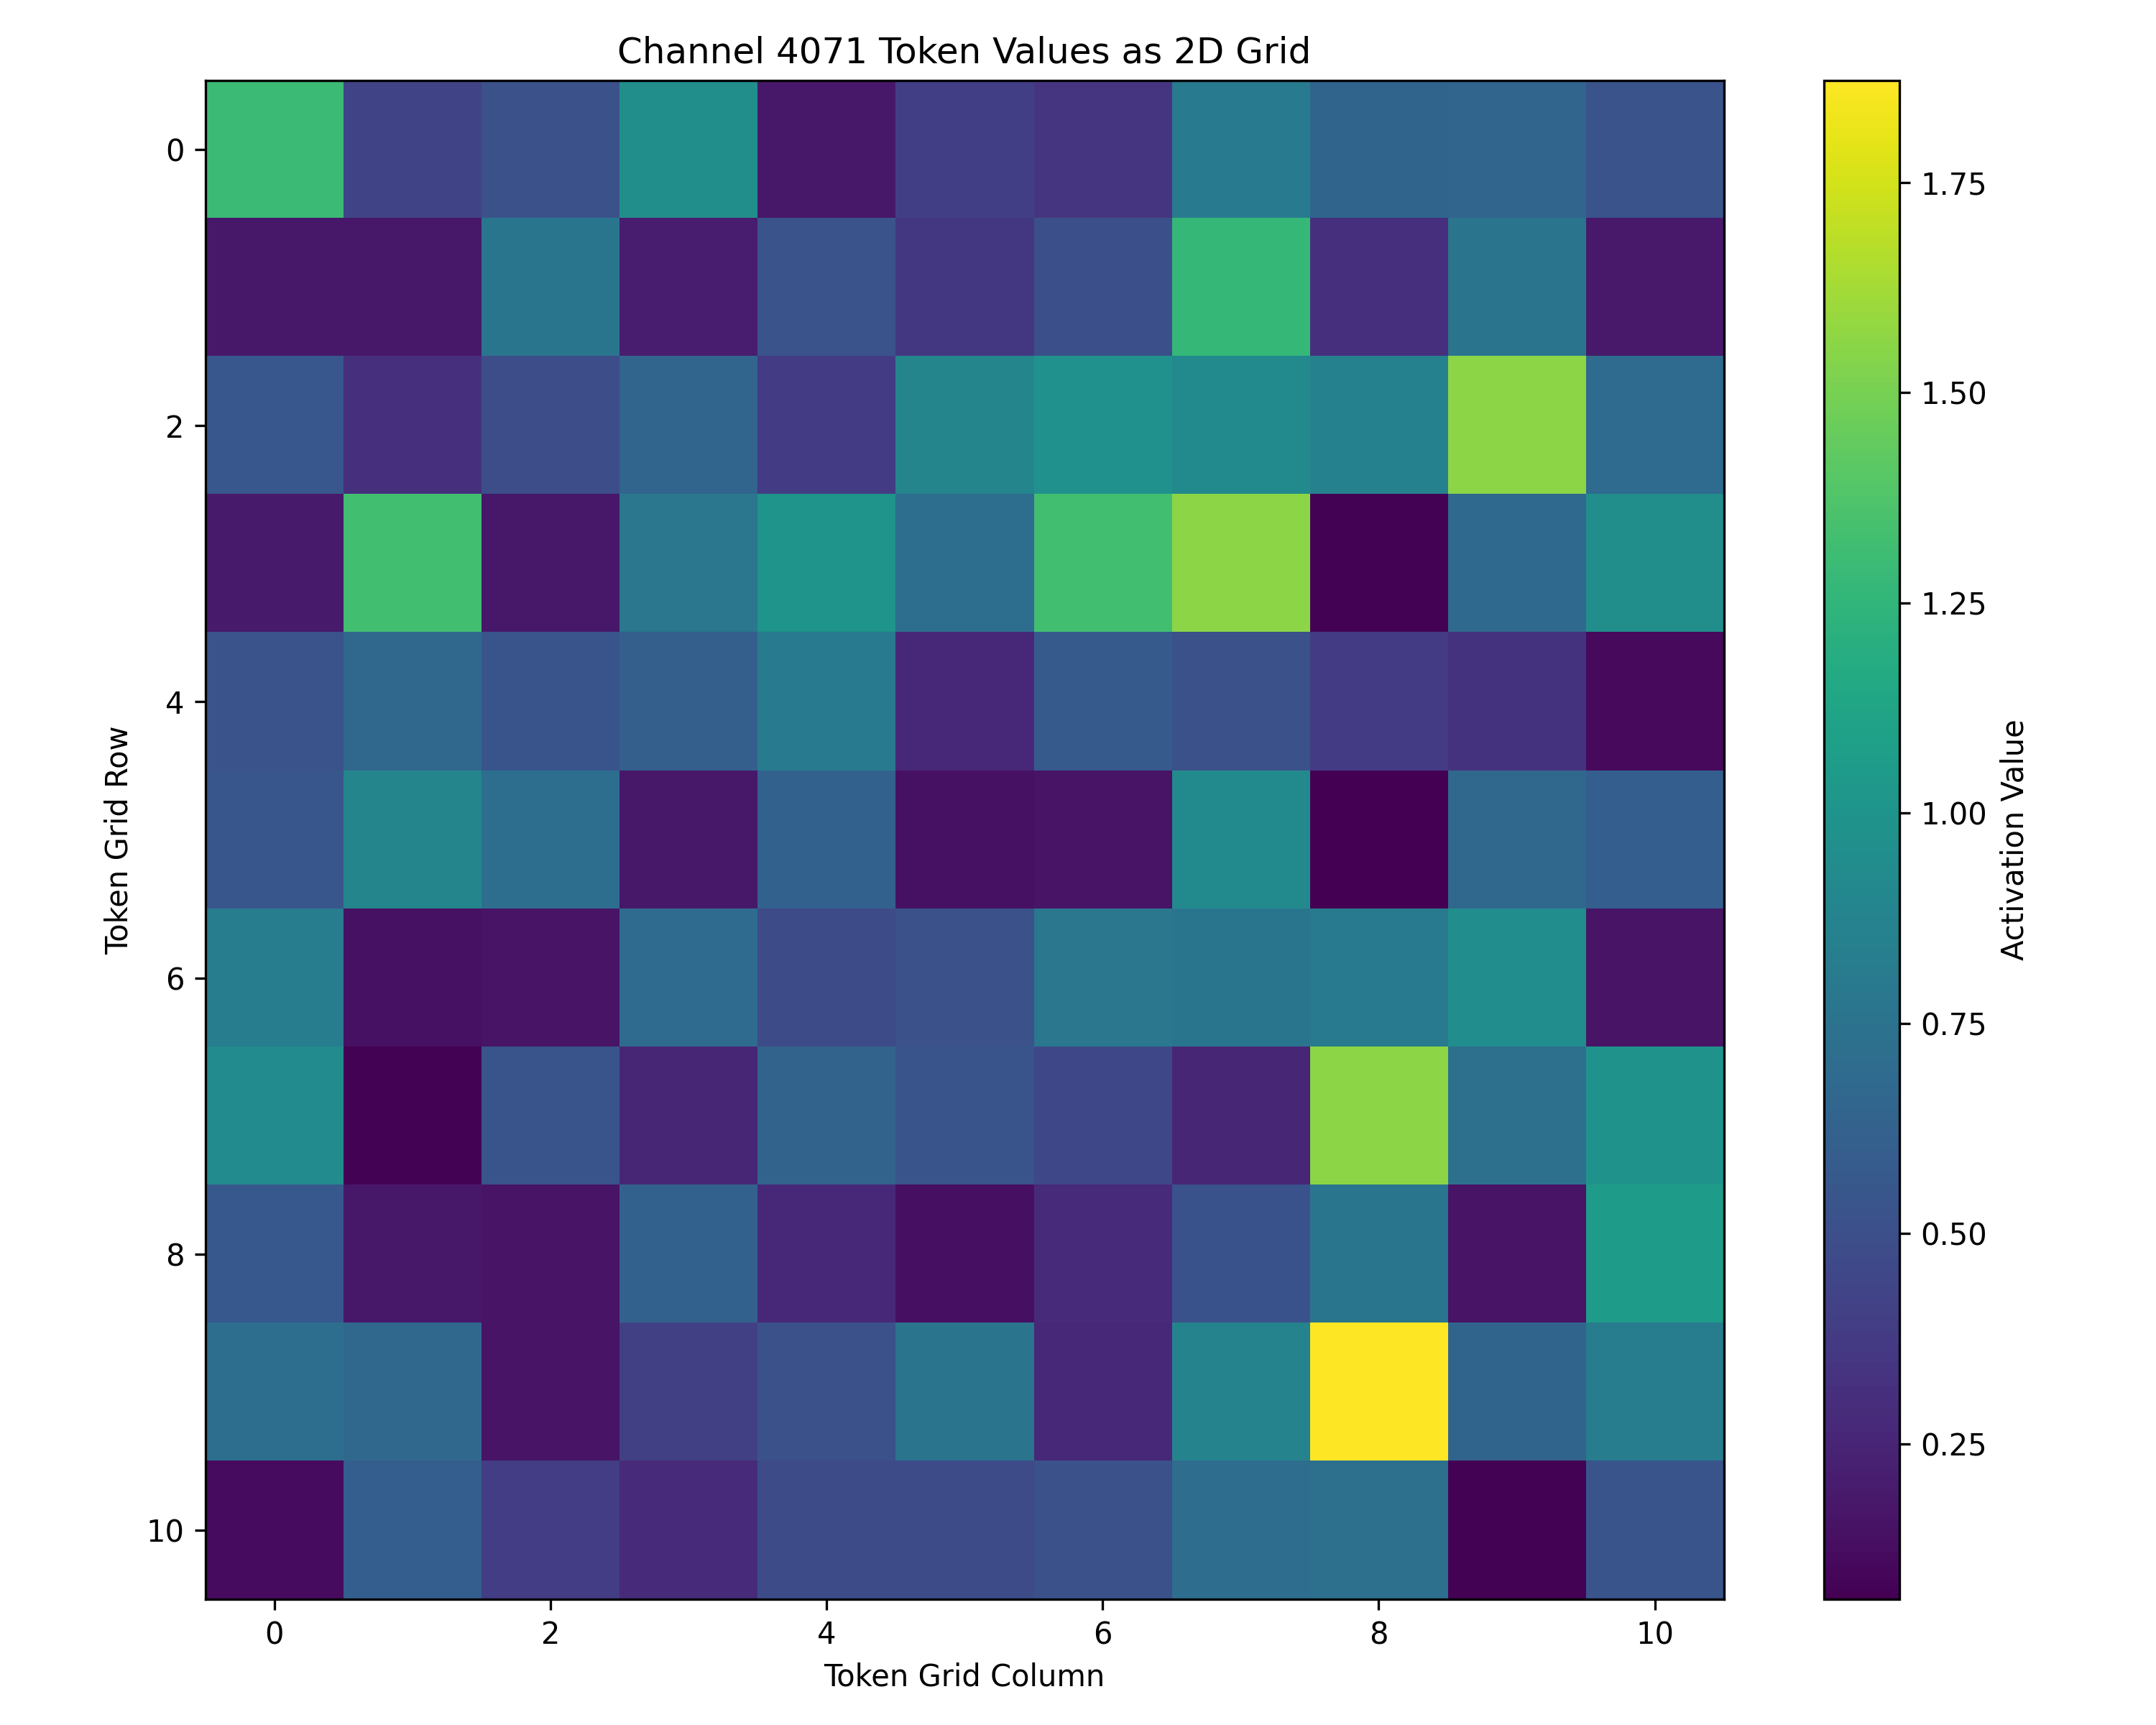 Channel 4071 Token Values as 2D Grid
0
2
4
6
8
10
Token Grid Row
0 2 4 6 8 10
Token Grid Column
1.75
1.50
1.25
1.00
0.75
0.50
0.25
Activation Value